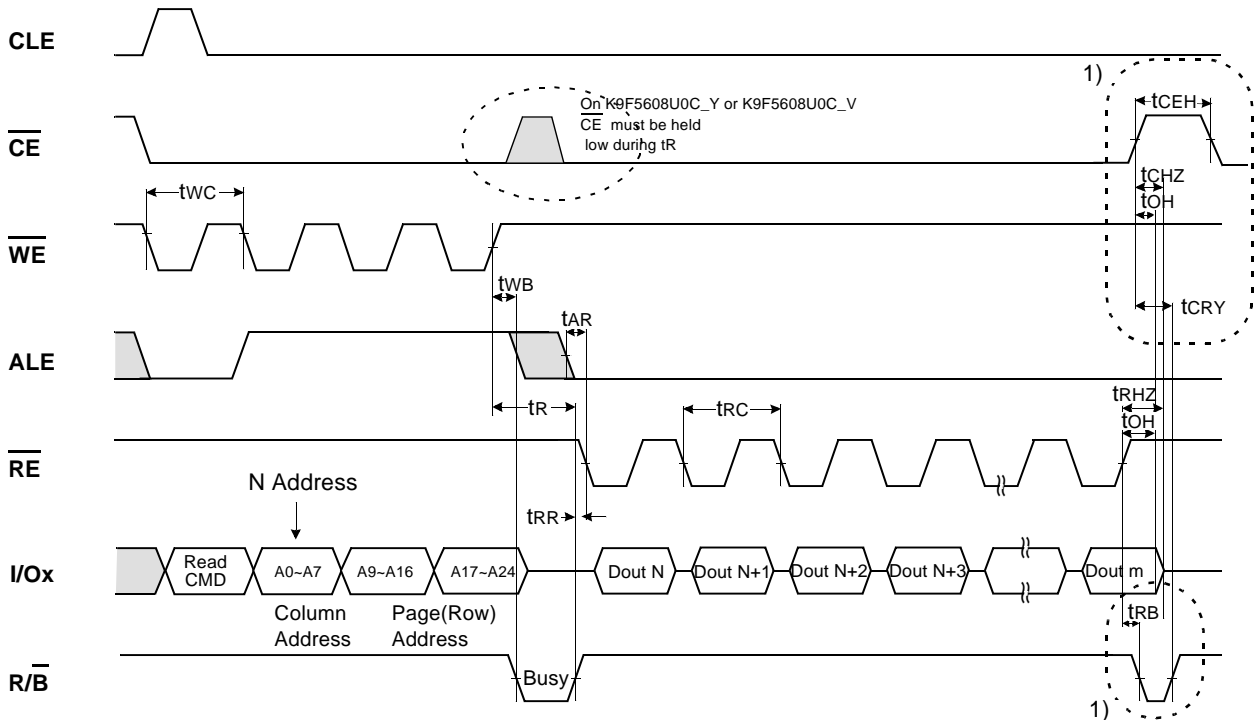 CLE
1)
tCEH
On K9F5608U0C_Y or K9F5608U0C_V
CE must be held
low during tR
CE
tCHZ
tOH
tWC
WE
tWB
tCRY
tAR
ALE
tRHZ
tR
tRC
tOH
RE
N Address
tRR
I/Ox
Read
CMD
A0~A7
A9~A16
A17~A24
Dout N
Dout N+1
Dout N+2
Dout N+3
Dout m
Column
Address
Page(Row)
Address
tRB
R/B
Busy
1)